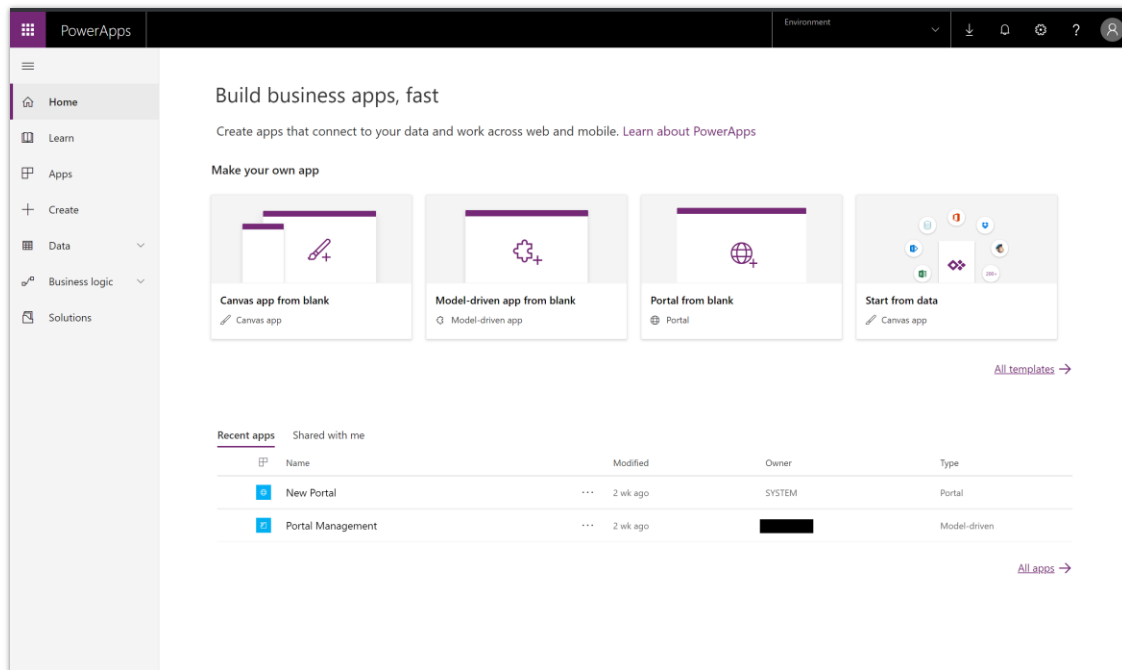 PowerApps
Environment
?
Home
Learn
Apps
Create
Data
Business logic
Solutions
Build business apps, fast
Create apps that connect to your data and work across web and mobile. Learn about PowerApps
Make your own app
200+
Canvas app from blank
Canvas app
Model-driven app from blank
Model-driven app
Portal from blank
Portal
Start from data
Canvas app
All templates
Recent apps Shared with me
Name Modified Owner Type
New Portal ... 2 wk ago SYSTEM Portal
Portal Management ... 2 wk ago Model-driven
All apps